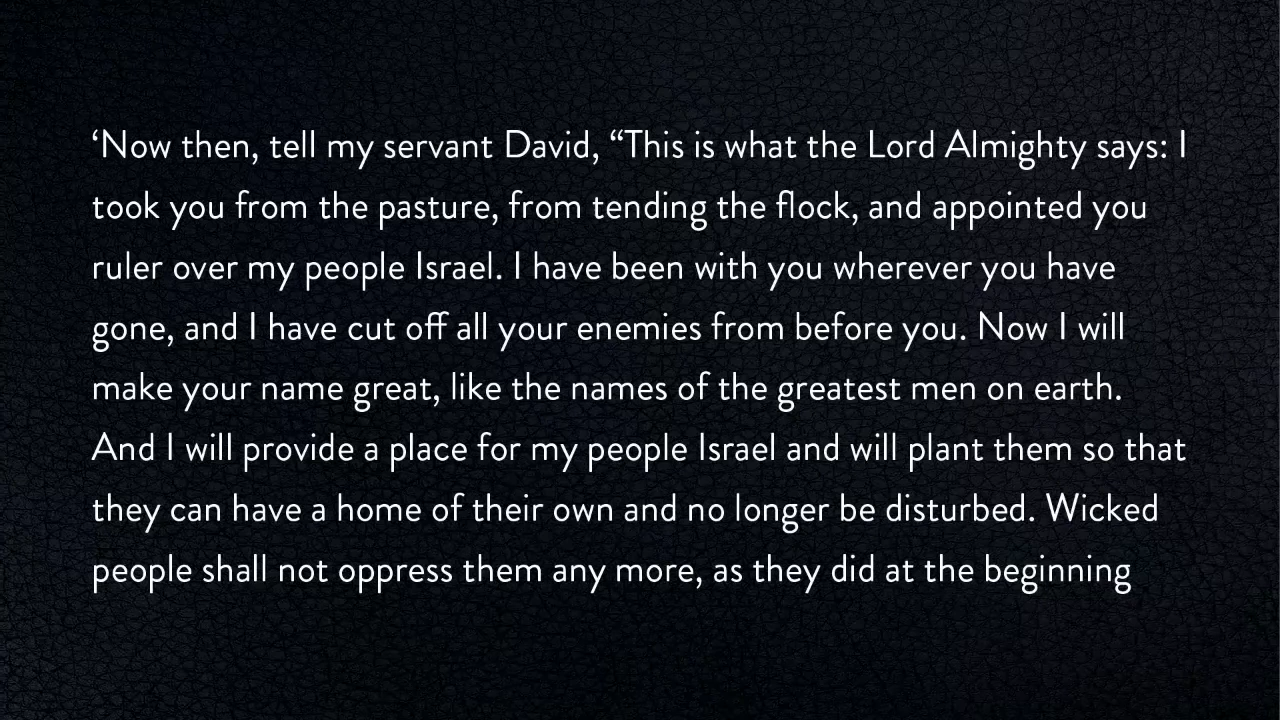 ‘Now then, tell my servant David, “This is what the Lord Almighty says: I
took you from the pasture, from tending the flock, and appointed you
ruler over my people Israel. I have been with you wherever you have
gone, and I have cut off all your enemies from before you. Now I will
make your name great, like the names of the greatest men on earth.
And I will provide a place for my people Israel and will plant them so that
they can have a home of their own and no longer be disturbed. Wicked
people shall not oppress them any more, as they did at the beginning